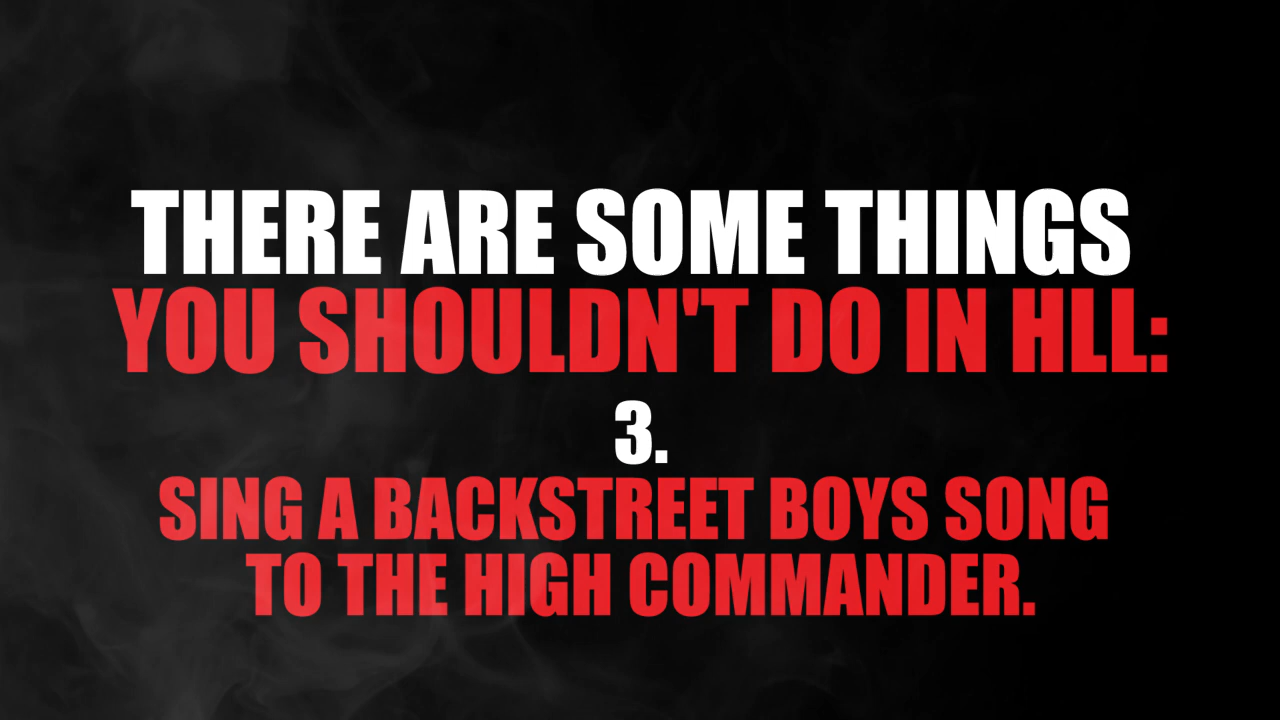 THERE ARE SOME THINGS
YOU SHOULDN'T DO IN HLL:
3.
SING A BACKSTREET BOYS SONG
TO THE HIGH COMMANDER.